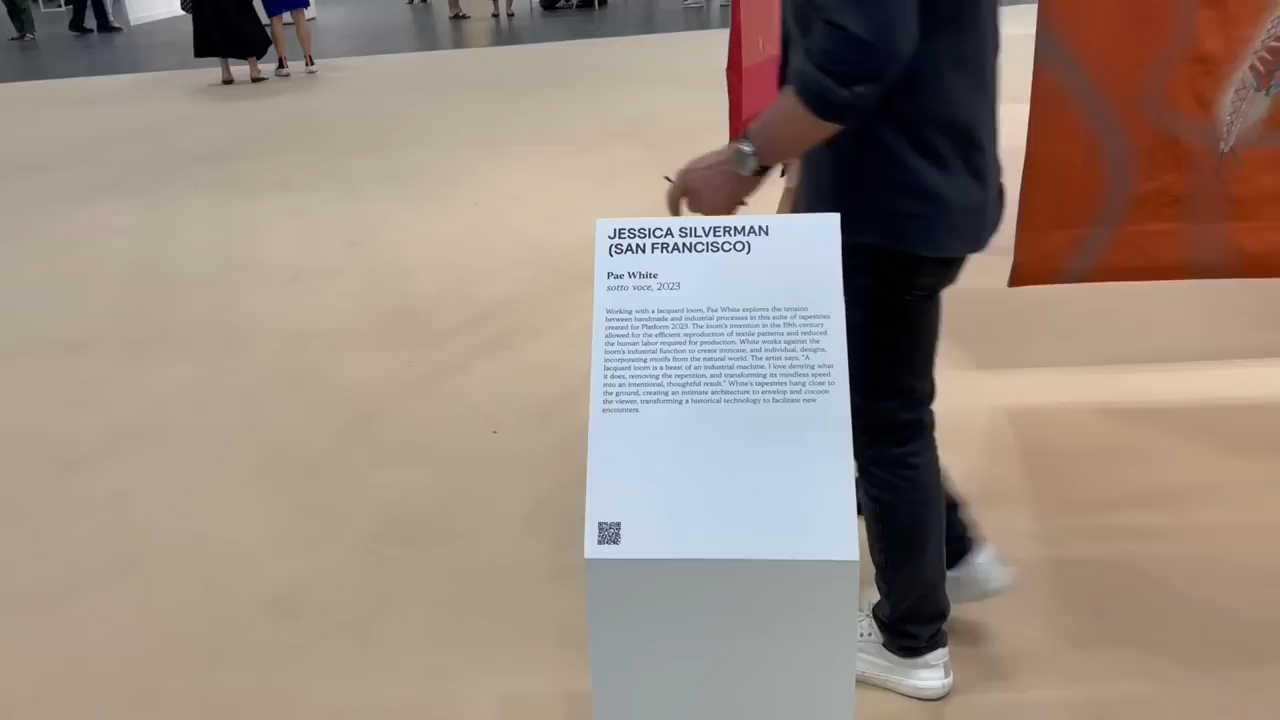 JESSICA SILVERMAN
(SAN FRANCISCO)
Pae White
sotto voce, 2023
Working with a Jacquard loom, Pae White explores the tension
between handmade and industrial processes in this suite of tapestries
created for Platform 2023. The loom's invention in the 19th century
allowed for the efficient reproduction of textile patterns and reduced
the human labor required for production. White works against the
loom's industrial function to create intricate, and individual, designs,
incorporating motifs from the natural world. The artist says, "A
Jacquard loom is a beast of an industrial machine. I love denying what
it does, removing the repetition, and transforming its mindless speed
into an intentional, thoughtful result." White's tapestries hang close to
the ground, creating an intimate architecture to envelop and cocoon
the viewer, transforming a historical technology to facilitate new
encounters.